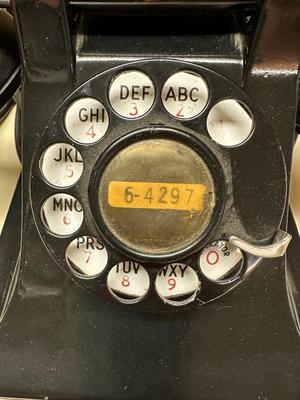 ABC
2
DEF
3
GHI
4
JKL
5
MNO
6
PRS
7
TUV
8
WXY
9
0
6-4297